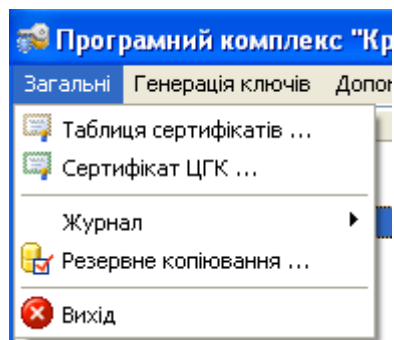 Програмний комплекс "Кр
Загальні Генерація ключів Допо
Таблиця сертифікатів ...
Сертифікат ЦГК ...
Журнал
Резервне копіювання ...
Вихід